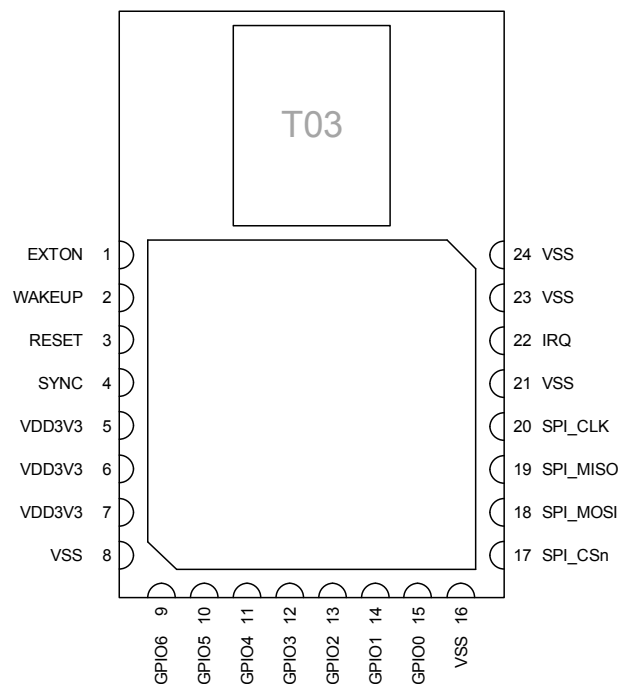 T03
EXTON 1
WAKEUP 2
RESET 3
SYNC 4
VDD3V3 5
VDD3V3 6
VDD3V3 7
VSS 8
24 VSS
23 VSS
22 IRQ
21 VSS
20 SPI_CLK
19 SPI_MISO
18 SPI_MOSI
17 SPI_CSn
GPIO6 9
GPIO5 10
GPIO4 11
GPIO3 12
GPIO2 13
GPIO1 14
GPIO0 15
VSS 16